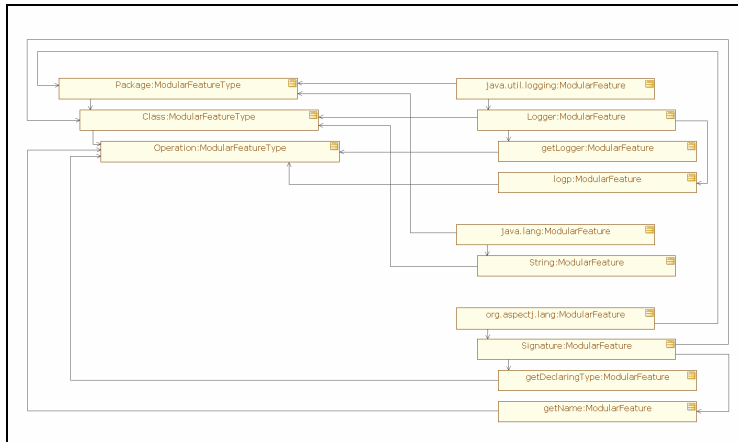 Package:ModularFeatureType
java.util.logging:ModularFeature
Class:ModularFeatureType
Logger:ModularFeature
Operation:ModularFeatureType
getLogger:ModularFeature
logp:ModularFeature
java.lang:ModularFeature
String:ModularFeature
org.aspectj.lang:ModularFeature
Signature:ModularFeature
getDeclaringType:ModularFeature
getName:ModularFeature